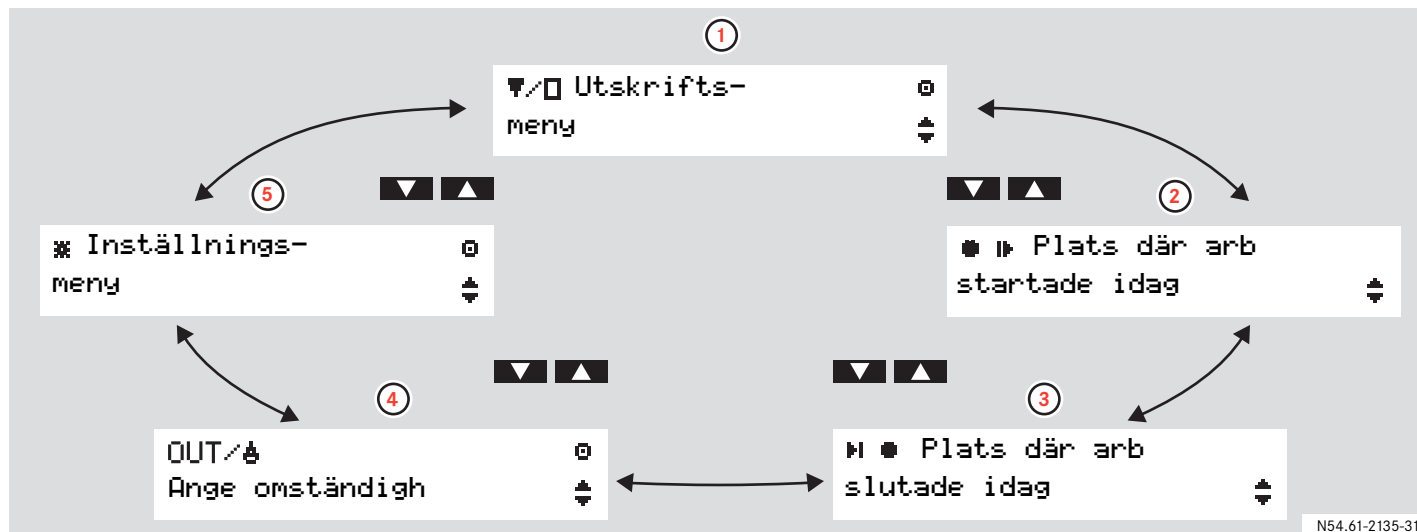 1
Utskrifts-
meny
2
Plats där arb
startade idag
3
Plats där arb
slutade idag
4
OUT/
Ange omständigh
5
Inställnings-
meny
N54.61-2135-31